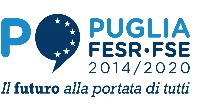 PO PUGLIA
FESR•FSE
2014/2020
Il futuro alla portata di tutti